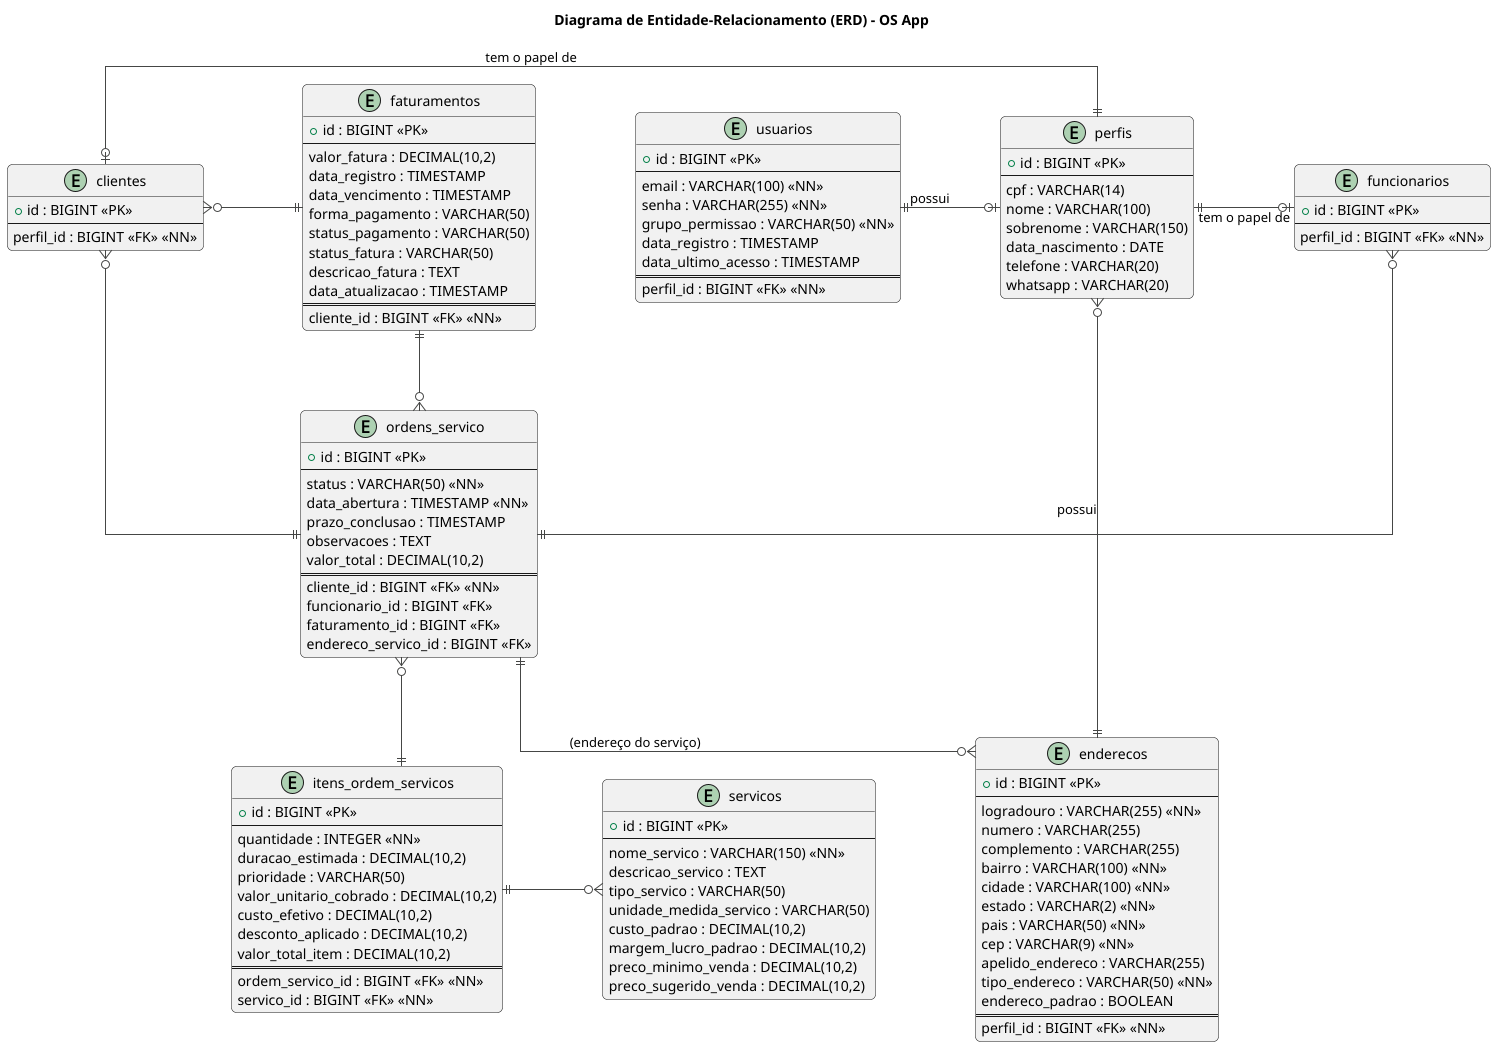 Diagrama de Entidade-Relacionamento (ERD) - OS App
tem o papel de
faturamentos
id : BIGINT «PK»
valor_fatura : DECIMAL(10,2)
data_registro : TIMESTAMP
data_vencimento : TIMESTAMP
forma_pagamento : VARCHAR(50)
status_pagamento : VARCHAR(50)
status_fatura : VARCHAR(50)
descricao_fatura : TEXT
data_atualizacao : TIMESTAMP
cliente_id : BIGINT «FK» «NN»
usuarios
id : BIGINT «PK»
email : VARCHAR(100) «NN»
senha : VARCHAR(255) «NN»
grupo_permissao : VARCHAR(50) «NN»
data_registro : TIMESTAMP
data_ultimo_acesso : TIMESTAMP
perfil_id : BIGINT «FK» «NN»
possui
perfis
id : BIGINT «PK»
cpf : VARCHAR(14)
nome : VARCHAR(100)
sobrenome : VARCHAR(150)
data_nascimento : DATE
telefone : VARCHAR(20)
whatsapp : VARCHAR(20)
tem o papel de
funcionarios
id : BIGINT «PK»
perfil_id : BIGINT «FK» «NN»
clientes
id : BIGINT «PK»
perfil_id : BIGINT «FK» «NN»
ordens_servico
id : BIGINT «PK»
status : VARCHAR(50) «NN»
data_abertura : TIMESTAMP «NN»
prazo_conclusao : TIMESTAMP
observacoes : TEXT
valor_total : DECIMAL(10,2)
cliente_id : BIGINT «FK» «NN»
funcionario_id : BIGINT «FK»
faturamento_id : BIGINT «FK»
endereco_servico_id : BIGINT «FK»
possui
(endereço do serviço)
itens_ordem_servicos
id : BIGINT «PK»
quantidade : INTEGER «NN»
duracao_estimada : DECIMAL(10,2)
prioridade : VARCHAR(50)
valor_unitario_cobrado : DECIMAL(10,2)
custo_efetivo : DECIMAL(10,2)
desconto_aplicado : DECIMAL(10,2)
valor_total_item : DECIMAL(10,2)
ordem_servico_id : BIGINT «FK» «NN»
servico_id : BIGINT «FK» «NN»
servicos
id : BIGINT «PK»
nome_servico : VARCHAR(150) «NN»
descricao_servico : TEXT
tipo_servico : VARCHAR(50)
unidade_medida_servico : VARCHAR(50)
custo_padrao : DECIMAL(10,2)
margem_lucro_padrao : DECIMAL(10,2)
preco_minimo_venda : DECIMAL(10,2)
preco_sugerido_venda : DECIMAL(10,2)
enderecos
id : BIGINT «PK»
logradouro : VARCHAR(255) «NN»
numero : VARCHAR(255)
complemento : VARCHAR(255)
bairro : VARCHAR(100) «NN»
cidade : VARCHAR(100) «NN»
estado : VARCHAR(2) «NN»
pais : VARCHAR(50) «NN»
cep : VARCHAR(9) «NN»
apelido_endereco : VARCHAR(255)
tipo_endereco : VARCHAR(50) «NN»
endereco_padrao : BOOLEAN
perfil_id : BIGINT «FK» «NN»